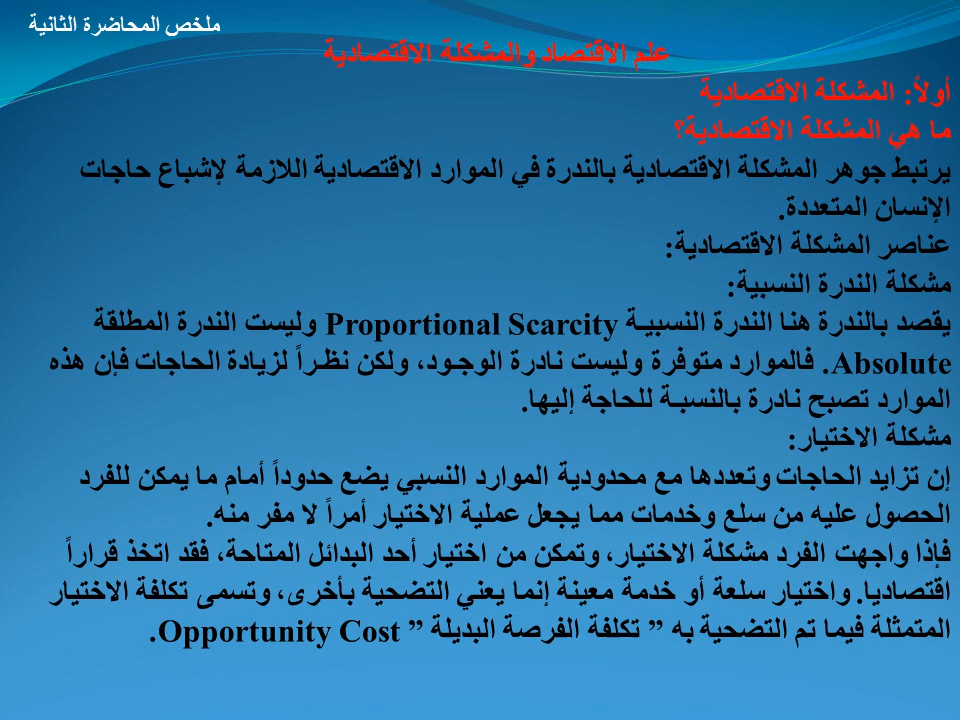 ملخص المحاضرة الثانية
علم الاقتصاد والمشكلة الاقتصادية
أولاً: المشكلة الاقتصادية
ما هي المشكلة الاقتصادية؟
يرتبط جوهر المشكلة الاقتصادية بالندرة في الموارد الاقتصادية اللازمة لإشباع حاجات
الإنسان المتعددة.
عناصر المشكلة الاقتصادية:
مشكلة الندرة النسبية:
يقصد بالندرة هنا الندرة النسبيـة Proportional Scarcity وليست الندرة المطلقة
Absolute. فالموارد متوفرة وليست نادرة الوجـود، ولكن نظـراً لزيادة الحاجات فإن هذه
الموارد تصبح نادرة بالنسبـة للحاجة إليها.
مشكلة الاختيار:
إن تزايد الحاجات وتعددها مع محدودية الموارد النسبي يضع حدوداً أمام ما يمكن للفرد
الحصول عليه من سلع وخدمات مما يجعل عملية الاختيار أمراً لا مفر منه.
فإذا واجهت الفرد مشكلة الاختيار، وتمكن من اختيار أحد البدائل المتاحة، فقد اتخذ قراراً
اقتصاديا. واختيار سلعة أو خدمة معينة إنما يعني التضحية بأخرى، وتسمى تكلفة الاختيار
المتمثلة فيما تم التضحية به ” تكلفة الفرصة البديلة ” Opportunity Cost.